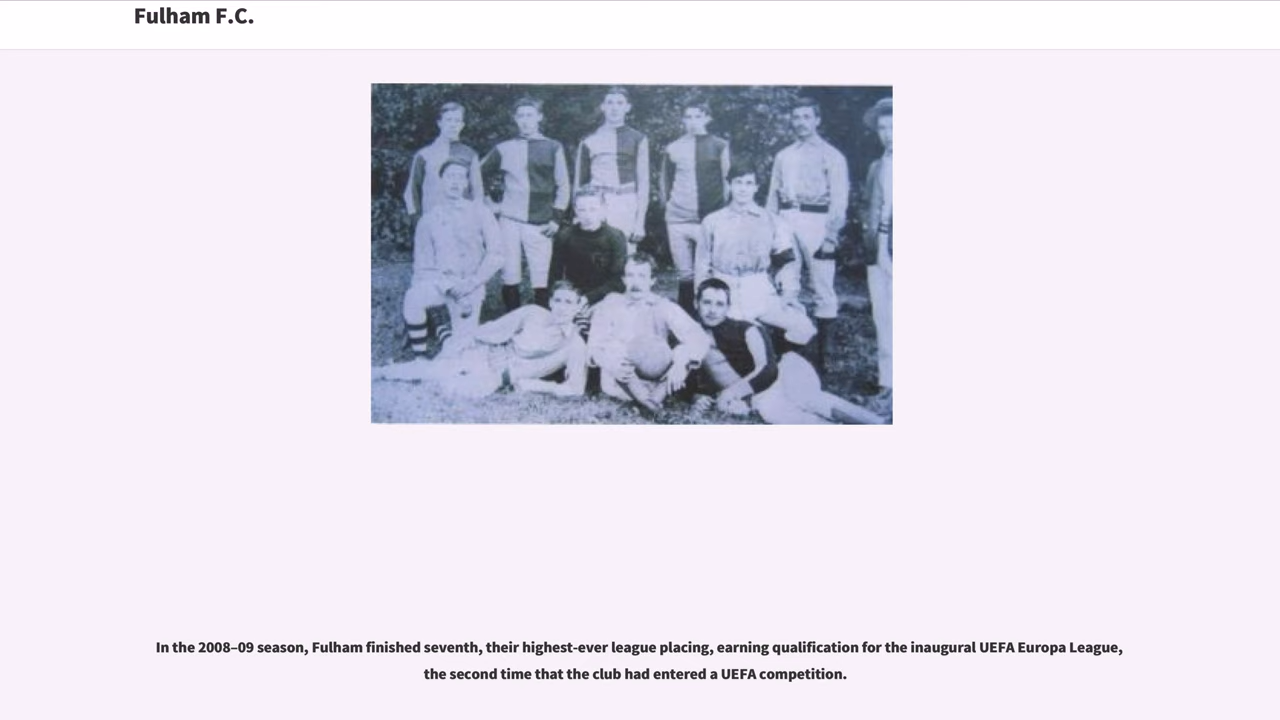 Fulham F.C.
In the 2008–09 season, Fulham finished seventh, their highest-ever league placing, earning qualification for the inaugural UEFA Europa League,
the second time that the club had entered a UEFA competition.